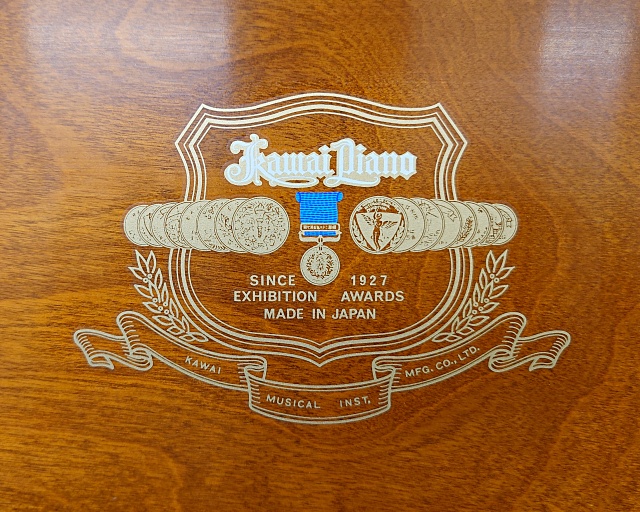 Kawai Piano
SINCE 1927
EXHIBITION AWARDS
MADE IN JAPAN
KAWAI MUSICAL INST. MFG. CO., LTD.